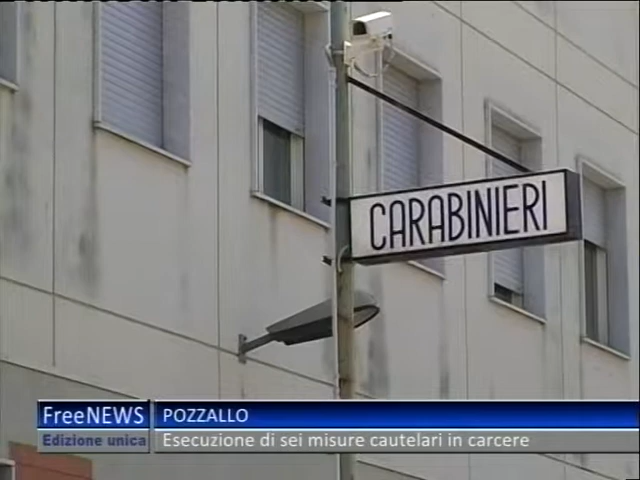 CARABINIERI
FreeNEWS POZZALLO
Edizione unica Esecuzione di sei misure cautelari in carcere